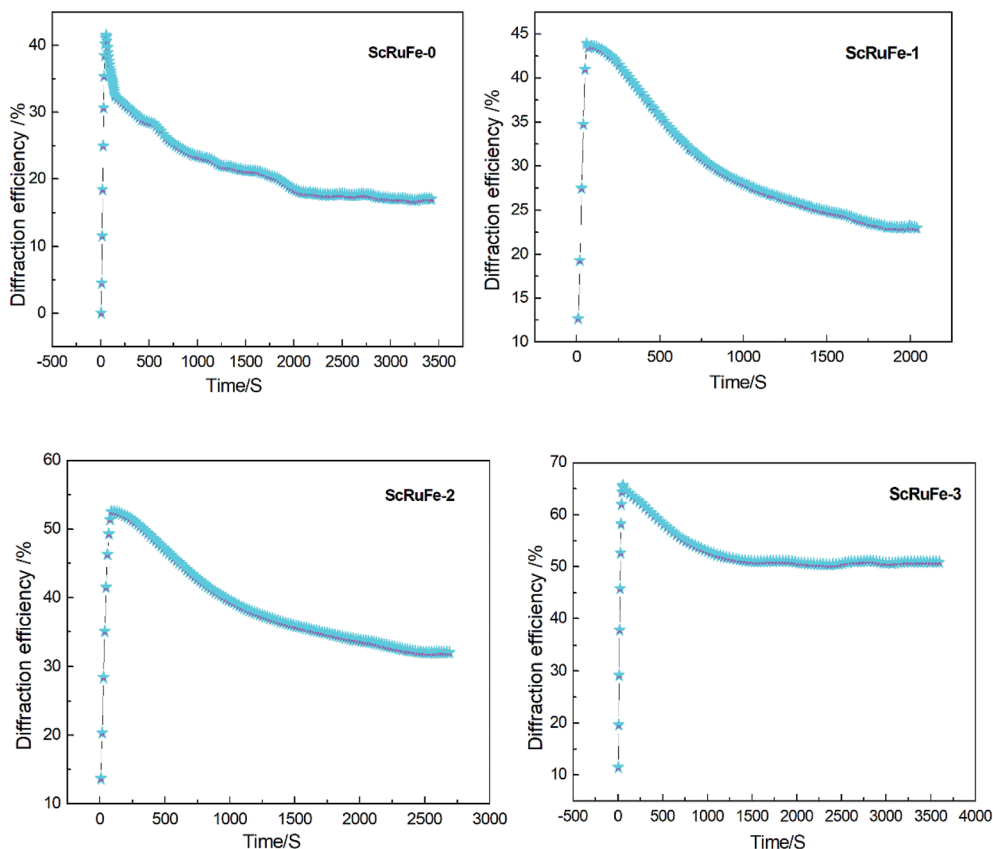 ScRuFe-0
Diffraction efficiency /%
40
30
20
10
0
-500 0 500 1000 1500 2000 2500 3000 3500
Time/S
ScRuFe-1
Diffraction efficiency /%
45
40
35
30
25
20
15
10
0 500 1000 1500 2000
Time/S
ScRuFe-2
Diffraction efficiency /%
60
50
40
30
20
10
0 500 1000 1500 2000 2500 3000
Time/S
ScRuFe-3
Diffraction efficiency /%
70
60
50
40
30
20
10
-500 0 500 1000 1500 2000 2500 3000 3500 4000
Time/S